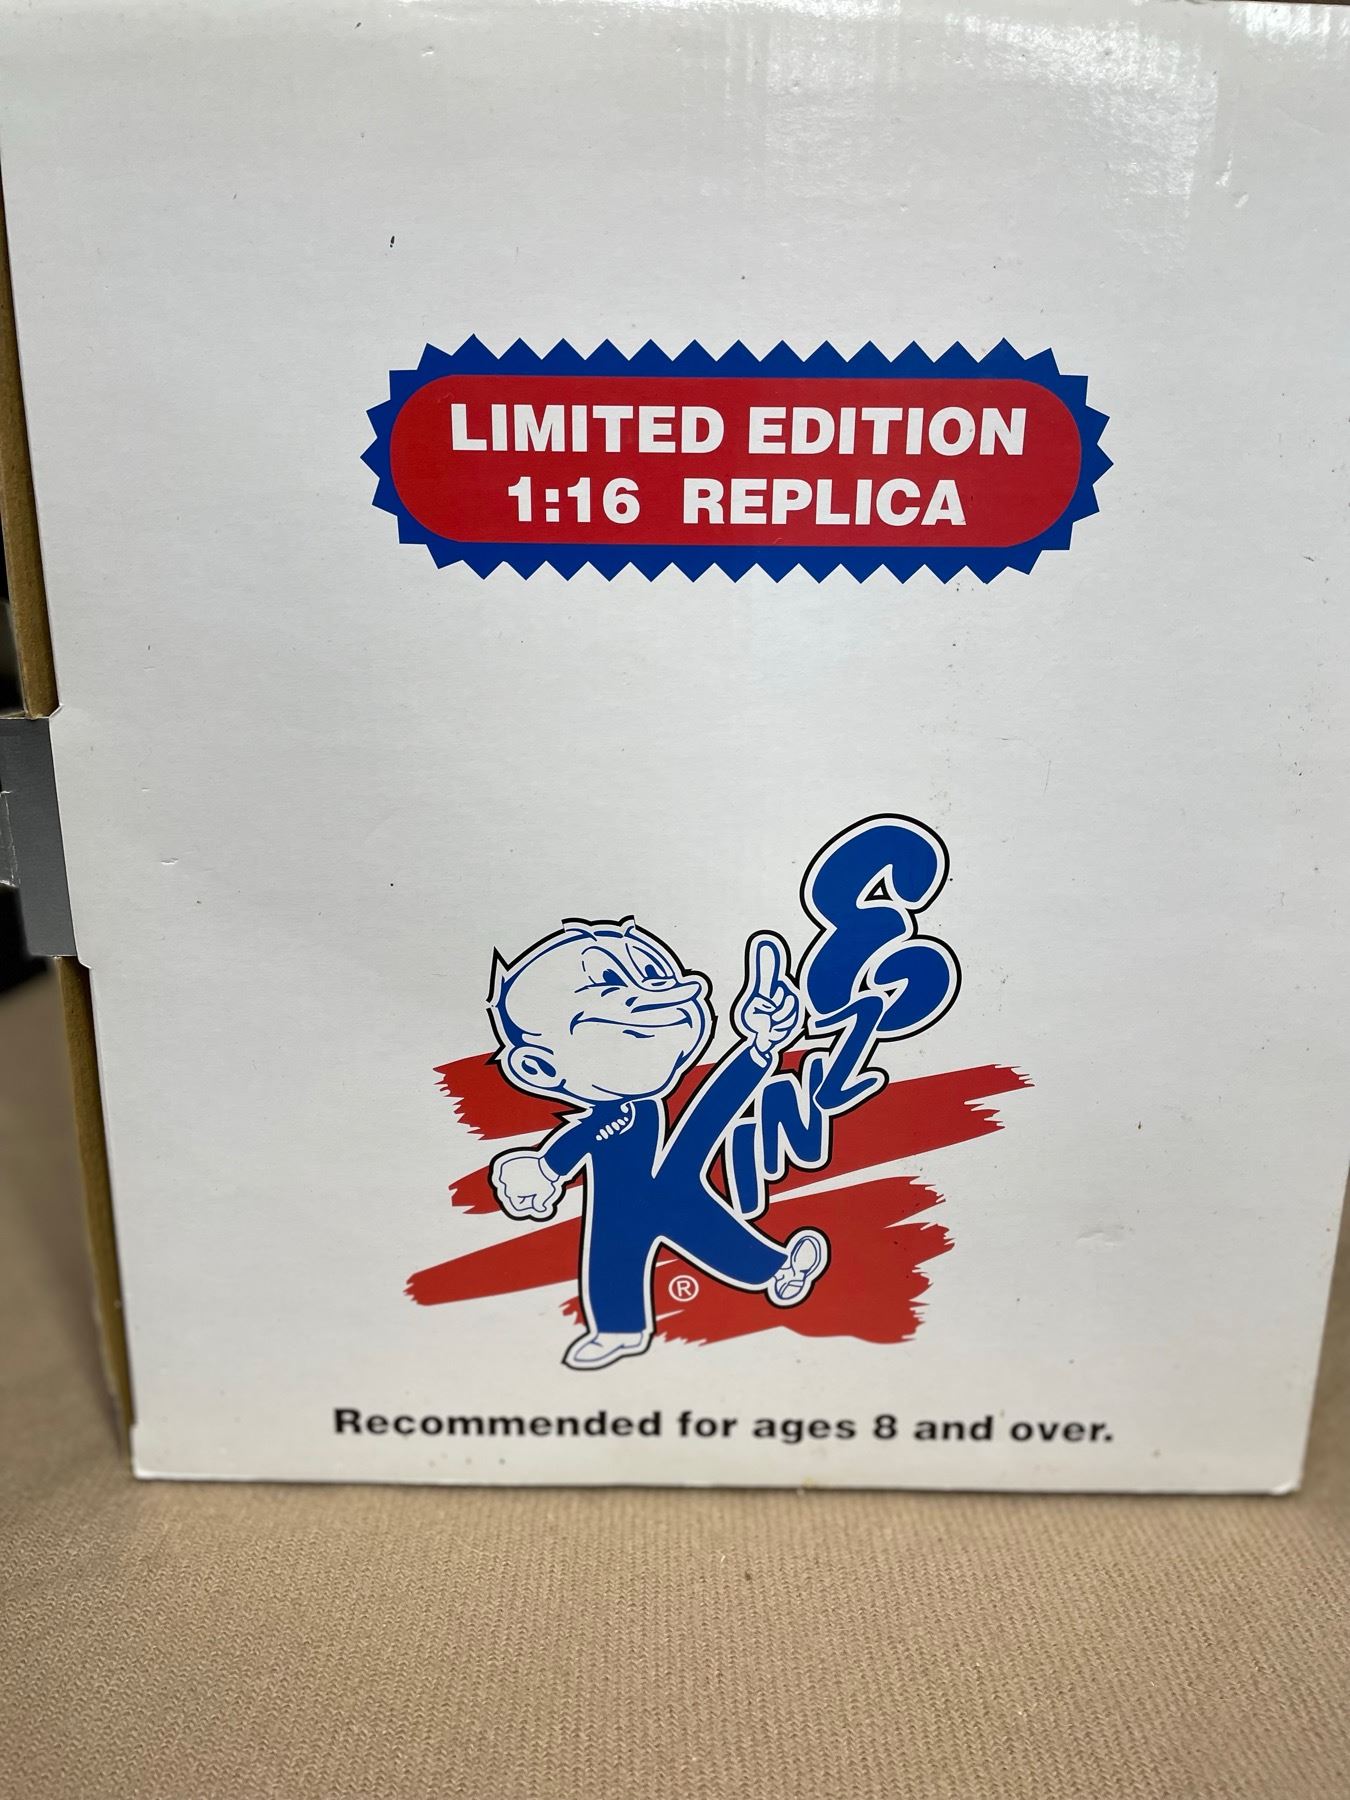 LIMITED EDITION
1:16 REPLICA
KINZE
®
Recommended for ages 8 and over.